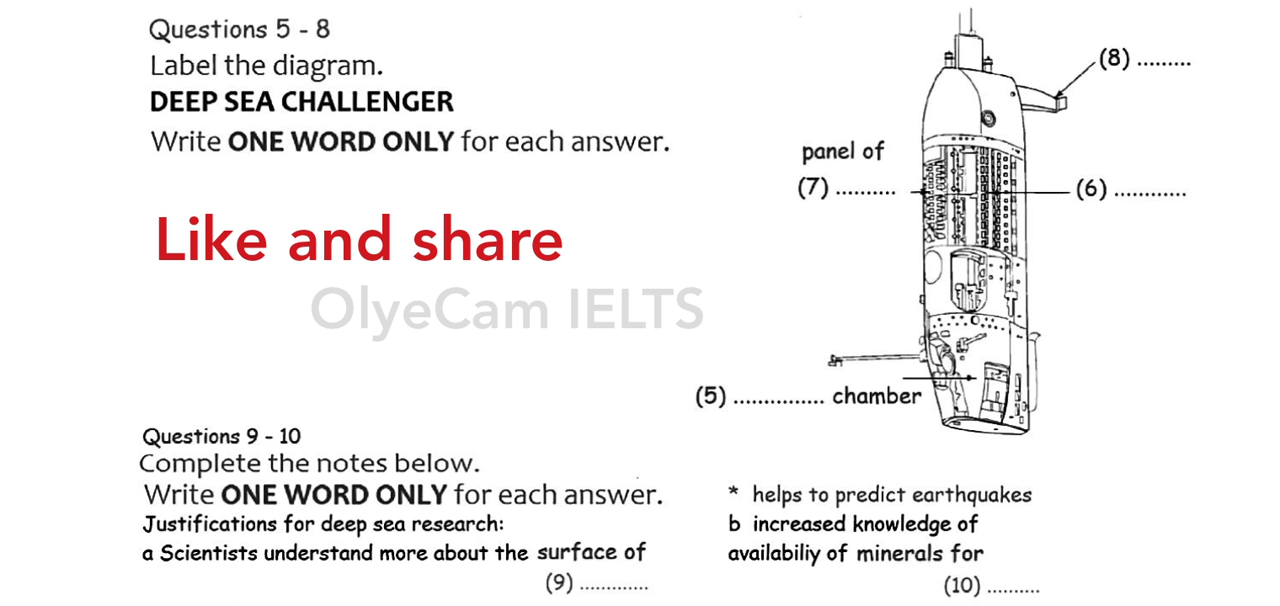 Questions 5 - 8
Label the diagram.
DEEP SEA CHALLENGER
Write ONE WORD ONLY for each answer.
Like and share
OlyeCam IELTS
(8) .........
panel of
(7) ..........
(6) ............
(5) ............... chamber
Questions 9 - 10
Complete the notes below.
Write ONE WORD ONLY for each answer.
Justifications for deep sea research:
a Scientists understand more about the surface of
(9) .............
* helps to predict earthquakes
b increased knowledge of
availabiliy of minerals for
(10) ..........